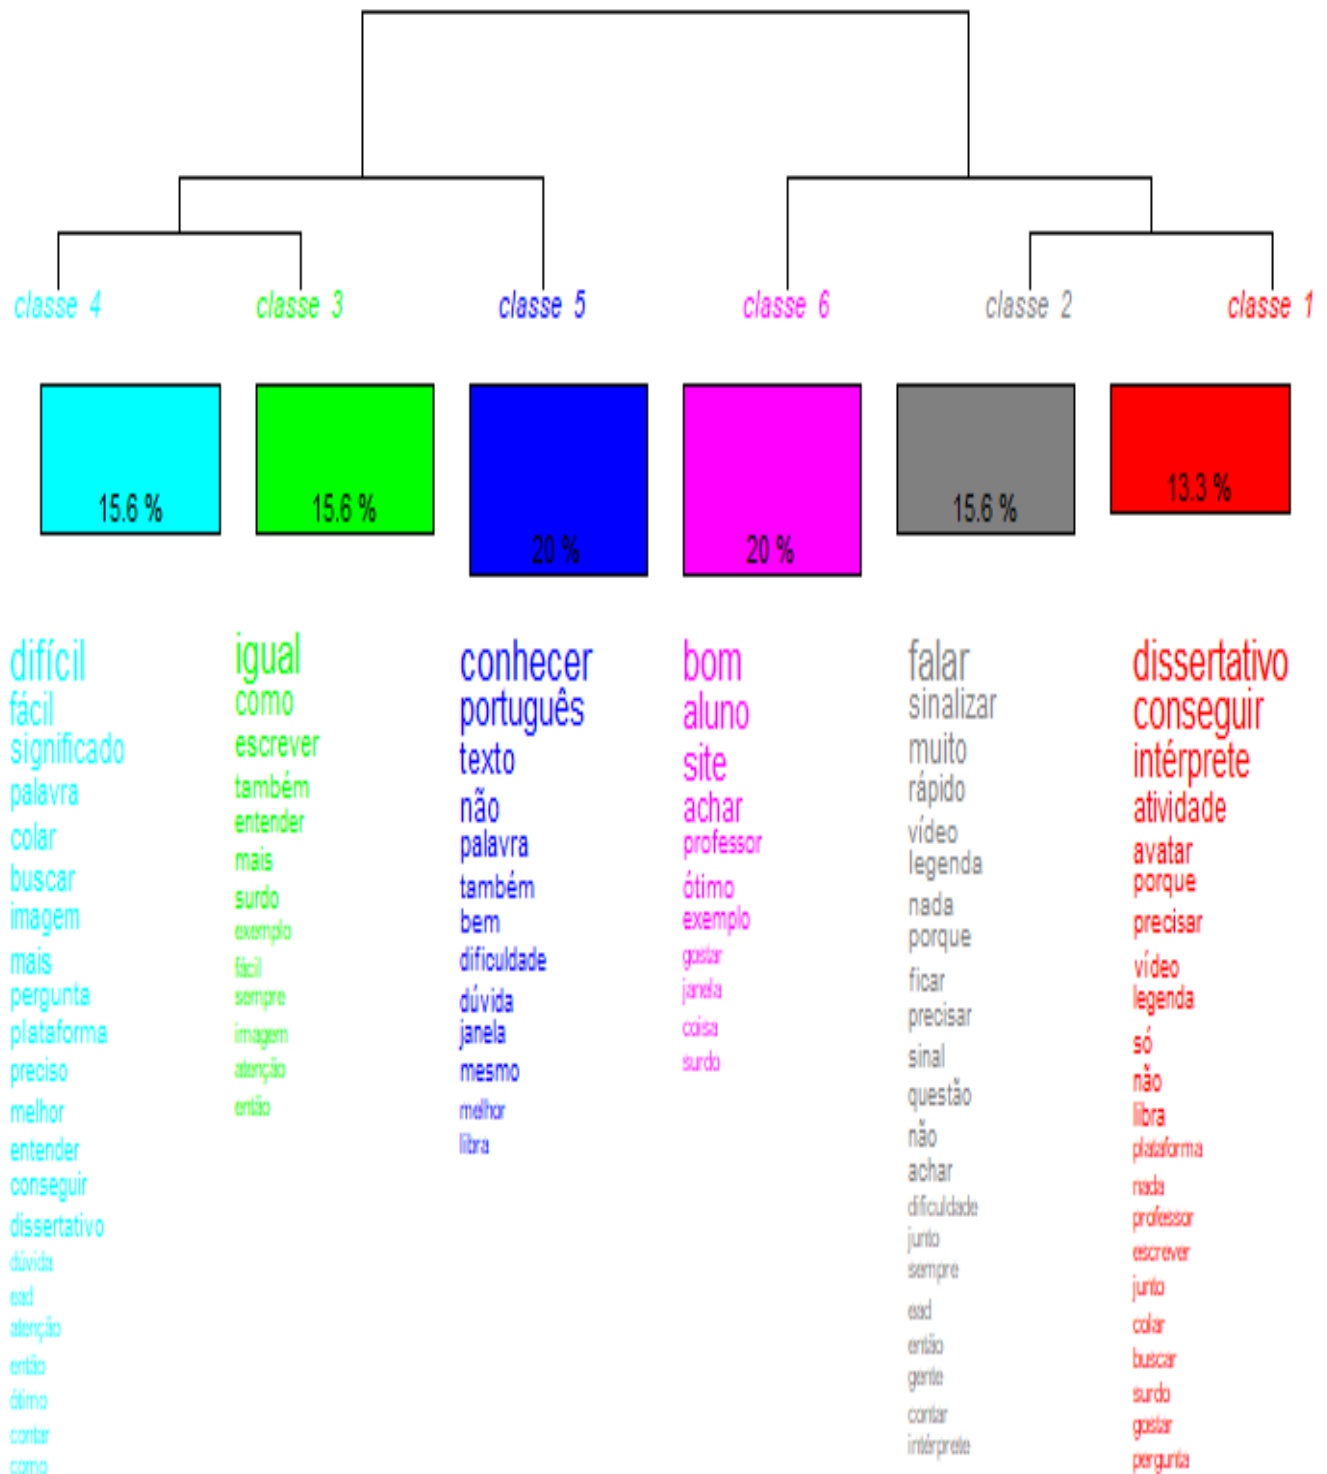 classe 4
classe 3
classe 5
classe 6
classe 2
classe 1
15.6 %
15.6 %
20 %
20 %
15.6 %
13.3 %
difícil
fácil
significado
palavra
colar
buscar
imagem
mais
pergunta
plataforma
preciso
melhor
entender
conseguir
dissertativo
dúvida
ead
atenção
então
ótimo
contar
como
igual
como
escrever
também
entender
mais
surdo
exemplo
fácil
sempre
imagem
atenção
então
conhecer
português
texto
não
palavra
também
bem
dificuldade
dúvida
janela
mesmo
melhor
libra
bom
aluno
site
achar
professor
ótimo
exemplo
gostar
janela
coisa
surdo
falar
sinalizar
muito
rápido
vídeo
legenda
nada
porque
ficar
precisar
sinal
questão
não
achar
dificuldade
junto
sempre
ead
então
gente
contar
intérprete
dissertativo
conseguir
intérprete
atividade
avatar
porque
precisar
vídeo
legenda
só
não
libra
plataforma
nada
professor
escrever
junto
colar
buscar
surdo
gostar
pergunta